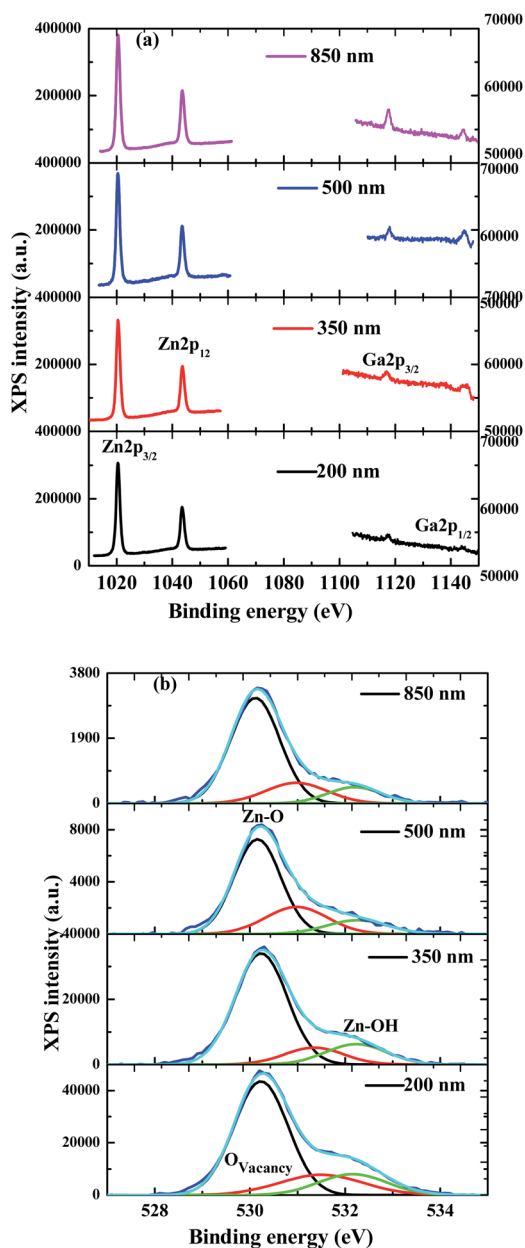 (a)
850 nm
70000
400000
60000
200000
50000
400000
500 nm
70000
200000
60000
400000
70000
Zn2p12
350 nm
50000
Ga2p3/2
200000
60000
400000
50000
Zn2p3/2
200 nm
70000
200000
60000
Ga2p1/2
0
50000
1020 1040 1060 1080 1100 1120 1140
Binding energy (eV)
XPS intensity (a.u.)
(b)
3800
850 nm
1900
0
Zn-O
8000
500 nm
4000
40000
350 nm
20000
Zn-OH
0
200 nm
40000
20000
OVacancy
0
528 530 532 534
Binding energy (eV)
XPS intensity (a.u.)